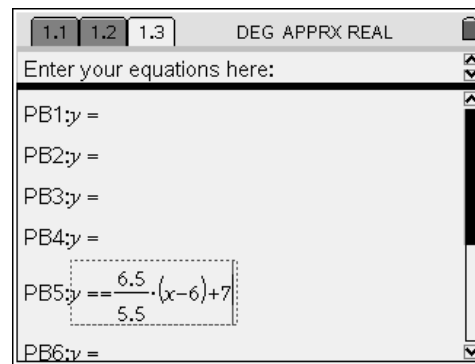 1.1 1.2 1.3 DEG APPRX REAL
Enter your equations here:
PB1:y =
PB2:y =
PB3:y =
PB4:y =
PB5:y ==6.5/5.5·(x-6)+7
PB6:y =